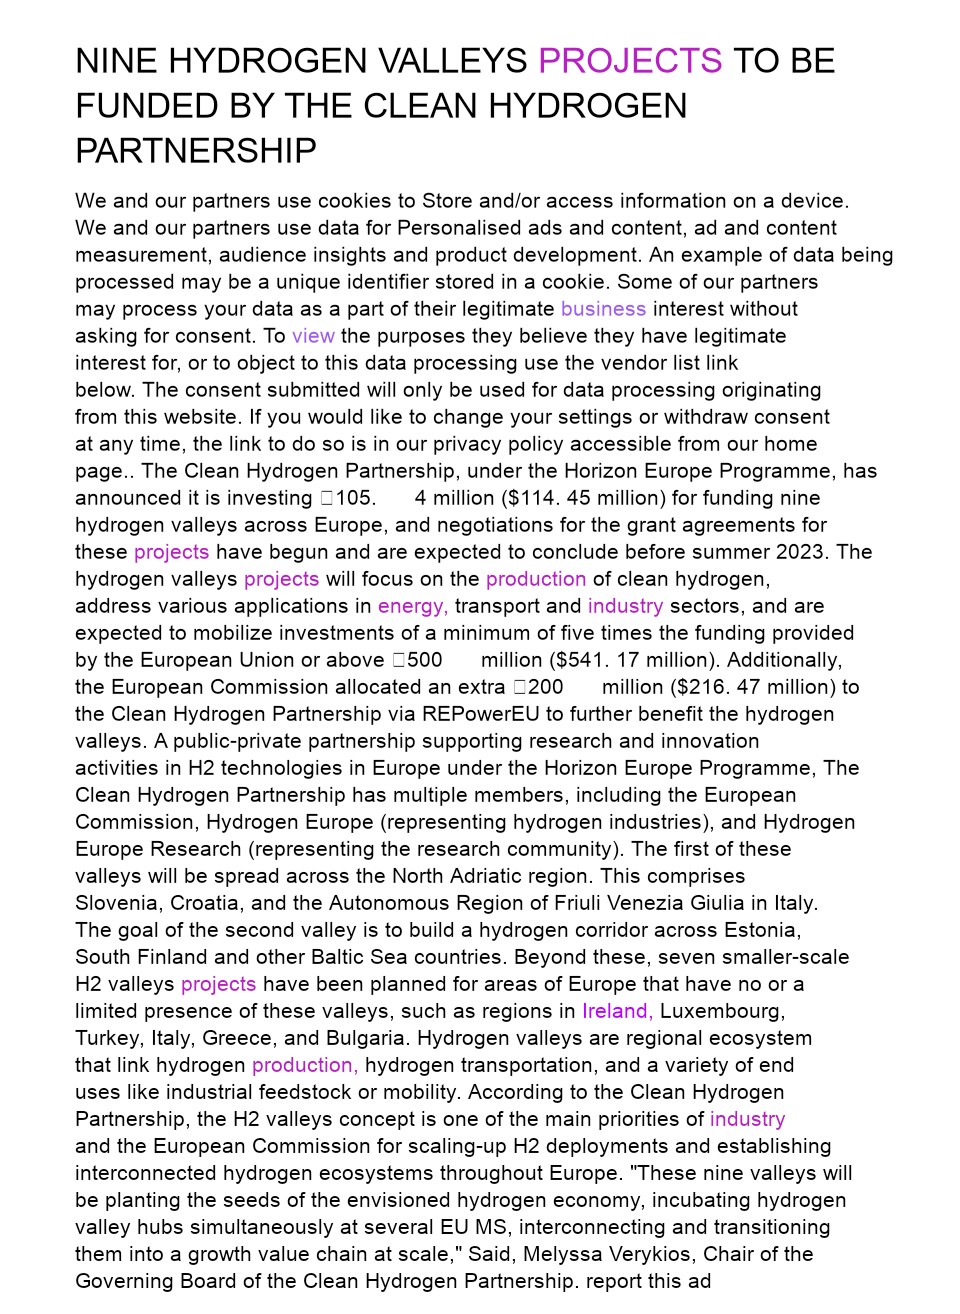 NINE HYDROGEN VALLEYS PROJECTS TO BE
FUNDED BY THE CLEAN HYDROGEN
PARTNERSHIP
We and our partners use cookies to Store and/or access information on a device.
We and our partners use data for Personalised ads and content, ad and content
measurement, audience insights and product development. An example of data being
processed may be a unique identifier stored in a cookie. Some of our partners
may process your data as a part of their legitimate business interest without
asking for consent. To view the purposes they believe they have legitimate
interest for, or to object to this data processing use the vendor list link
below. The consent submitted will only be used for data processing originating
from this website. If you would like to change your settings or withdraw consent
at any time, the link to do so is in our privacy policy accessible from our home
page.. The Clean Hydrogen Partnership, under the Horizon Europe Programme, has
announced it is investing □105. 4 million ($114. 45 million) for funding nine
hydrogen valleys across Europe, and negotiations for the grant agreements for
these projects have begun and are expected to conclude before summer 2023. The
hydrogen valleys projects will focus on the production of clean hydrogen,
address various applications in energy, transport and industry sectors, and are
expected to mobilize investments of a minimum of five times the funding provided
by the European Union or above □500 million ($541. 17 million). Additionally,
the European Commission allocated an extra □200 million ($216. 47 million) to
the Clean Hydrogen Partnership via REPowerEU to further benefit the hydrogen
valleys. A public-private partnership supporting research and innovation
activities in H2 technologies in Europe under the Horizon Europe Programme, The
Clean Hydrogen Partnership has multiple members, including the European
Commission, Hydrogen Europe (representing hydrogen industries), and Hydrogen
Europe Research (representing the research community). The first of these
valleys will be spread across the North Adriatic region. This comprises
Slovenia, Croatia, and the Autonomous Region of Friuli Venezia Giulia in Italy.
The goal of the second valley is to build a hydrogen corridor across Estonia,
South Finland and other Baltic Sea countries. Beyond these, seven smaller-scale
H2 valleys projects have been planned for areas of Europe that have no or a
limited presence of these valleys, such as regions in Ireland, Luxembourg,
Turkey, Italy, Greece, and Bulgaria. Hydrogen valleys are regional ecosystem
that link hydrogen production, hydrogen transportation, and a variety of end
uses like industrial feedstock or mobility. According to the Clean Hydrogen
Partnership, the H2 valleys concept is one of the main priorities of industry
and the European Commission for scaling-up H2 deployments and establishing
interconnected hydrogen ecosystems throughout Europe. "These nine valleys will
be planting the seeds of the envisioned hydrogen economy, incubating hydrogen
valley hubs simultaneously at several EU MS, interconnecting and transitioning
them into a growth value chain at scale," Said, Melyssa Verykios, Chair of the
Governing Board of the Clean Hydrogen Partnership. report this ad